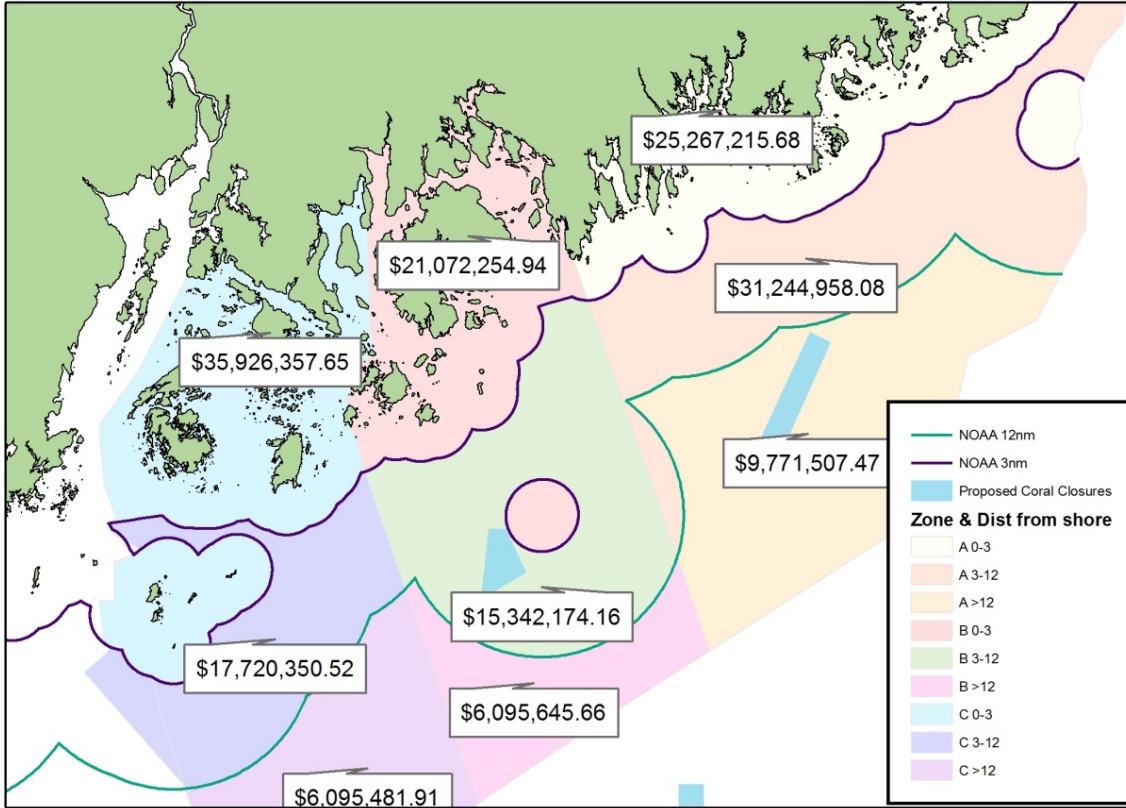 $25,267,215.68
$21,072,254.94
$31,244,958.08
$35,926,357.65
$9,771,507.47
$15,342,174.16
$17,720,350.52
$6,095,645.66
$6,095,481.91
NOAA 12nm
NOAA 3nm
Proposed Coral Closures
Zone & Dist from shore
A 0-3
A 3-12
A >12
B 0-3
B 3-12
B >12
C 0-3
C 3-12
C >12